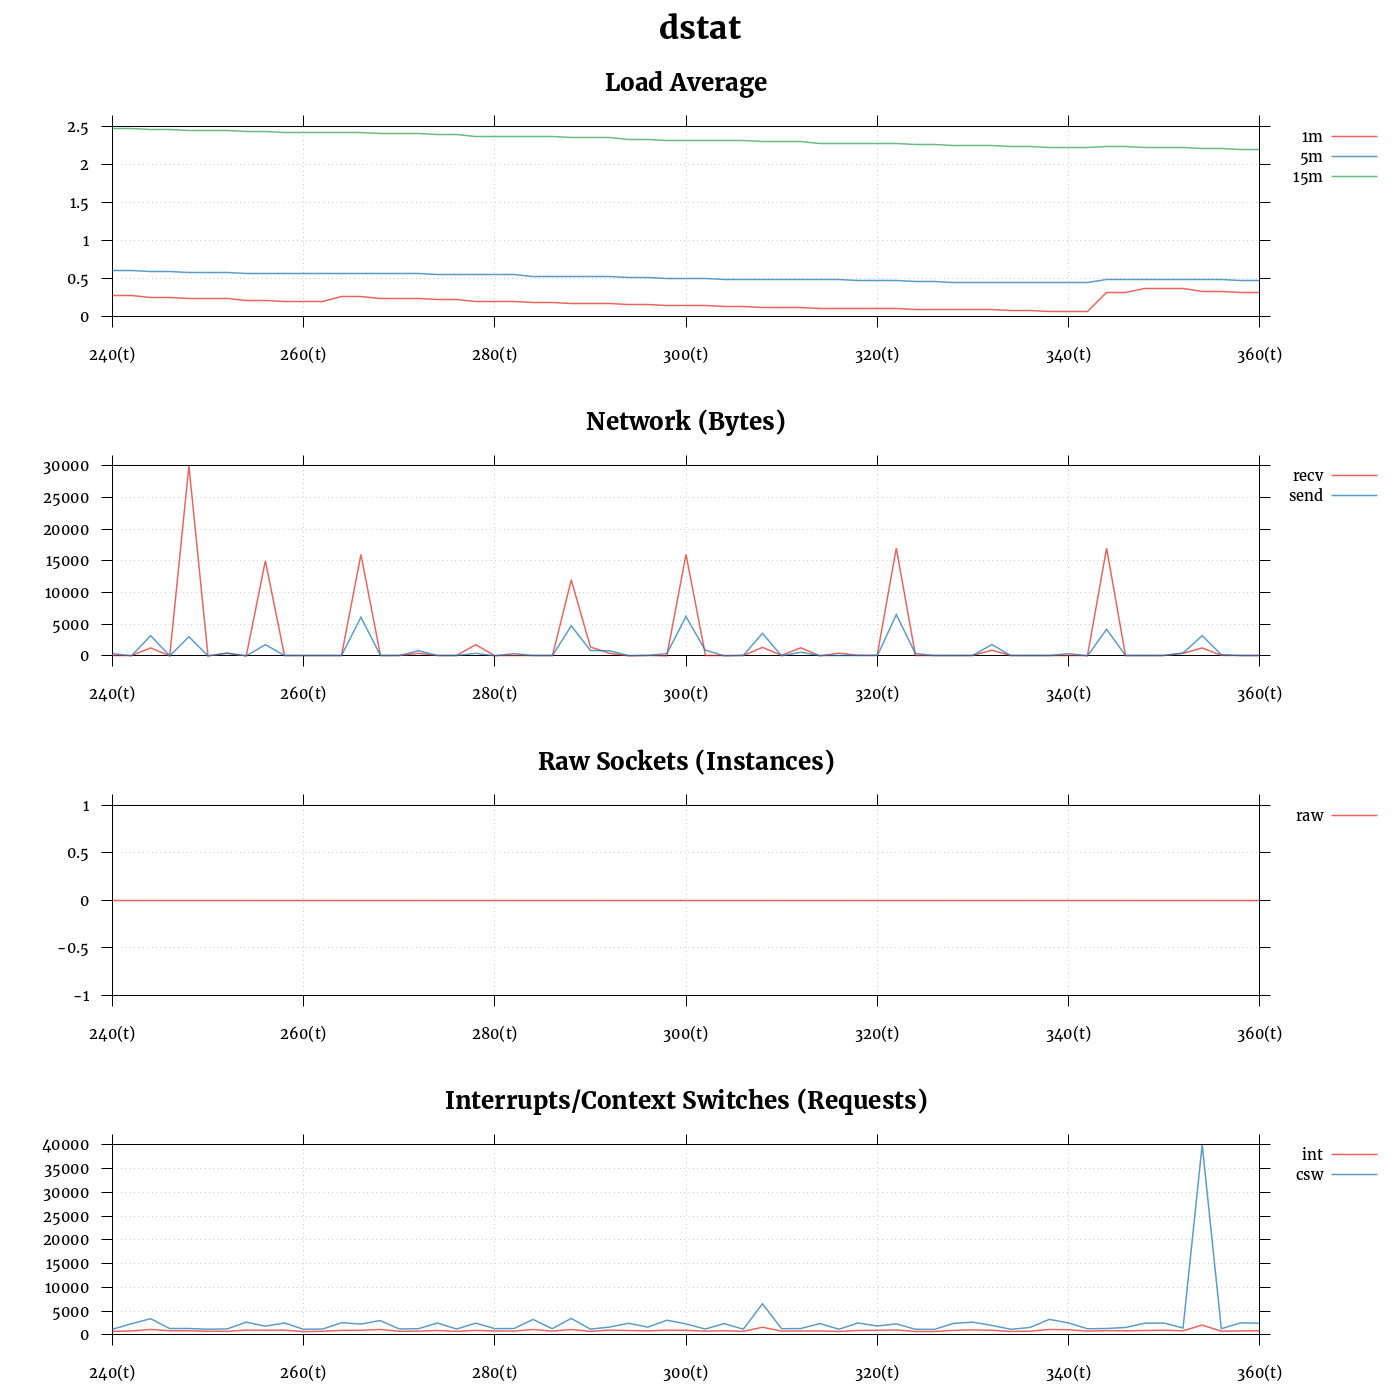 dstat
Load Average
2.5
2
1.5
1
0.5
0
240(t) 260(t) 280(t) 300(t) 320(t) 340(t) 360(t)
1m
5m
15m
Network (Bytes)
30000
25000
20000
15000
10000
5000
0
240(t) 260(t) 280(t) 300(t) 320(t) 340(t) 360(t)
recv
send
Raw Sockets (Instances)
1
0.5
0
-0.5
-1
240(t) 260(t) 280(t) 300(t) 320(t) 340(t) 360(t)
raw
Interrupts/Context Switches (Requests)
40000
35000
30000
25000
20000
15000
10000
5000
0
240(t) 260(t) 280(t) 300(t) 320(t) 340(t) 360(t)
int
csw